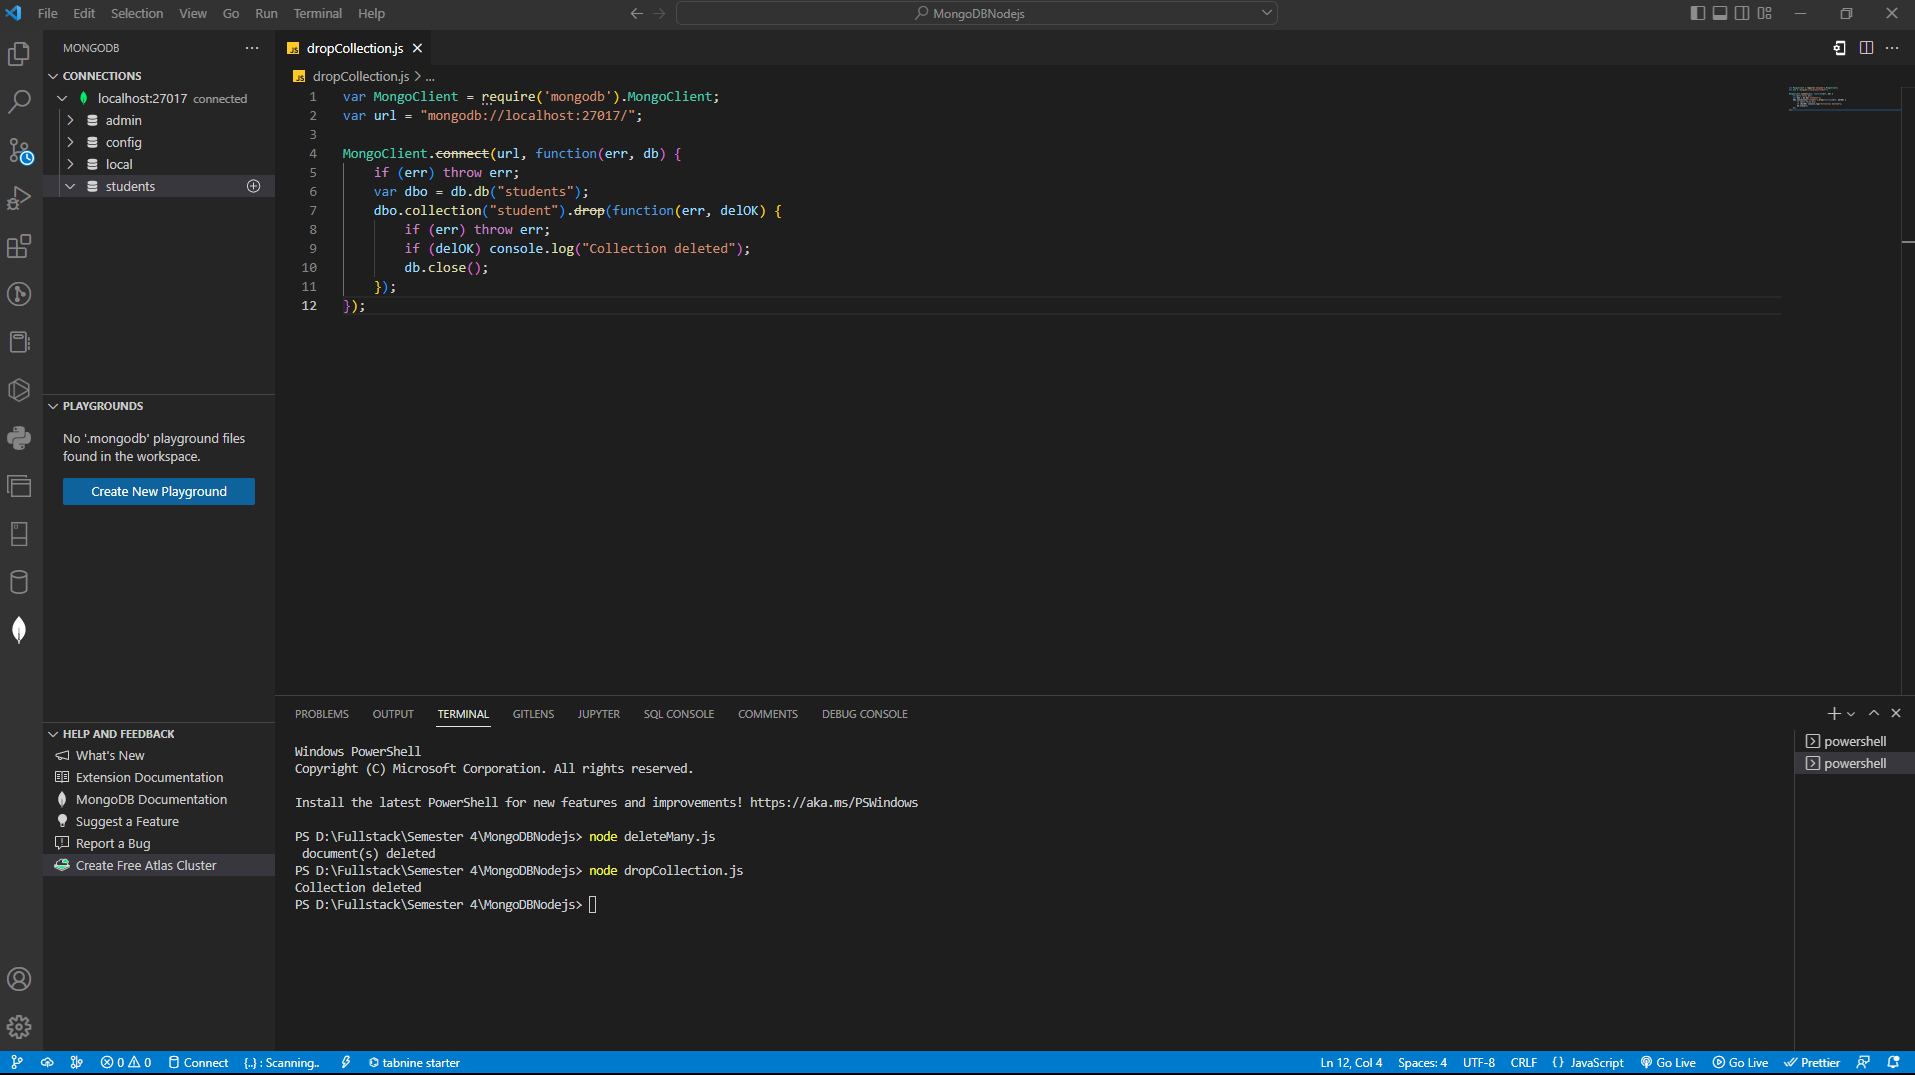 File Edit Selection View Go Run Terminal Help
MongoDBNodejs
MONGODB
CONNECTIONS
localhost:27017 connected
admin
config
local
students
PLAYGROUNDS
No '.mongodb' playground files
found in the workspace.
Create New Playground
HELP AND FEEDBACK
What's New
Extension Documentation
MongoDB Documentation
Suggest a Feature
Report a Bug
Create Free Atlas Cluster
JS dropCollection.js
JS dropCollection.js > ...
1 var MongoClient = require('mongodb').MongoClient;
2 var url = "mongodb://localhost:27017/";
3
4 MongoClient.connect(url, function(err, db) {
5 if (err) throw err;
6 var dbo = db.db("students");
7 dbo.collection("student").drop(function(err, delOK) {
8 if (err) throw err;
9 if (delOK) console.log("Collection deleted");
10 db.close();
11 });
12 });
PROBLEMS OUTPUT TERMINAL GITLENS JUPYTER SQL CONSOLE COMMENTS DEBUG CONSOLE
Windows PowerShell
Copyright (C) Microsoft Corporation. All rights reserved.
Install the latest PowerShell for new features and improvements! https://aka.ms/PSWindows
PS D:\Fullstack\Semester 4\MongoDBNodejs> node deleteMany.js
document(s) deleted
PS D:\Fullstack\Semester 4\MongoDBNodejs> node dropCollection.js
Collection deleted
PS D:\Fullstack\Semester 4\MongoDBNodejs>
powershell
powershell
0 0 Connect {..} : Scanning.. tabnine starter
Ln 12, Col 4 Spaces: 4 UTF-8 CRLF {} JavaScript Go Live Go Live Prettier